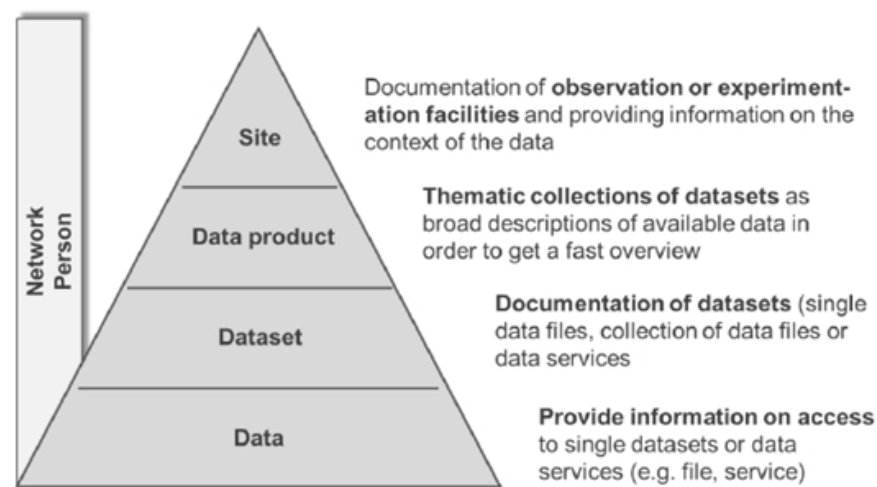 Network
Person
Site
Documentation of observation or experiment-
ation facilities and providing information on the
context of the data
Data product
Thematic collections of datasets as
broad descriptions of available data in
order to get a fast overview
Dataset
Documentation of datasets (single
data files, collection of data files or
data services
Data
Provide information on access
to single datasets or data
services (e.g. file, service)